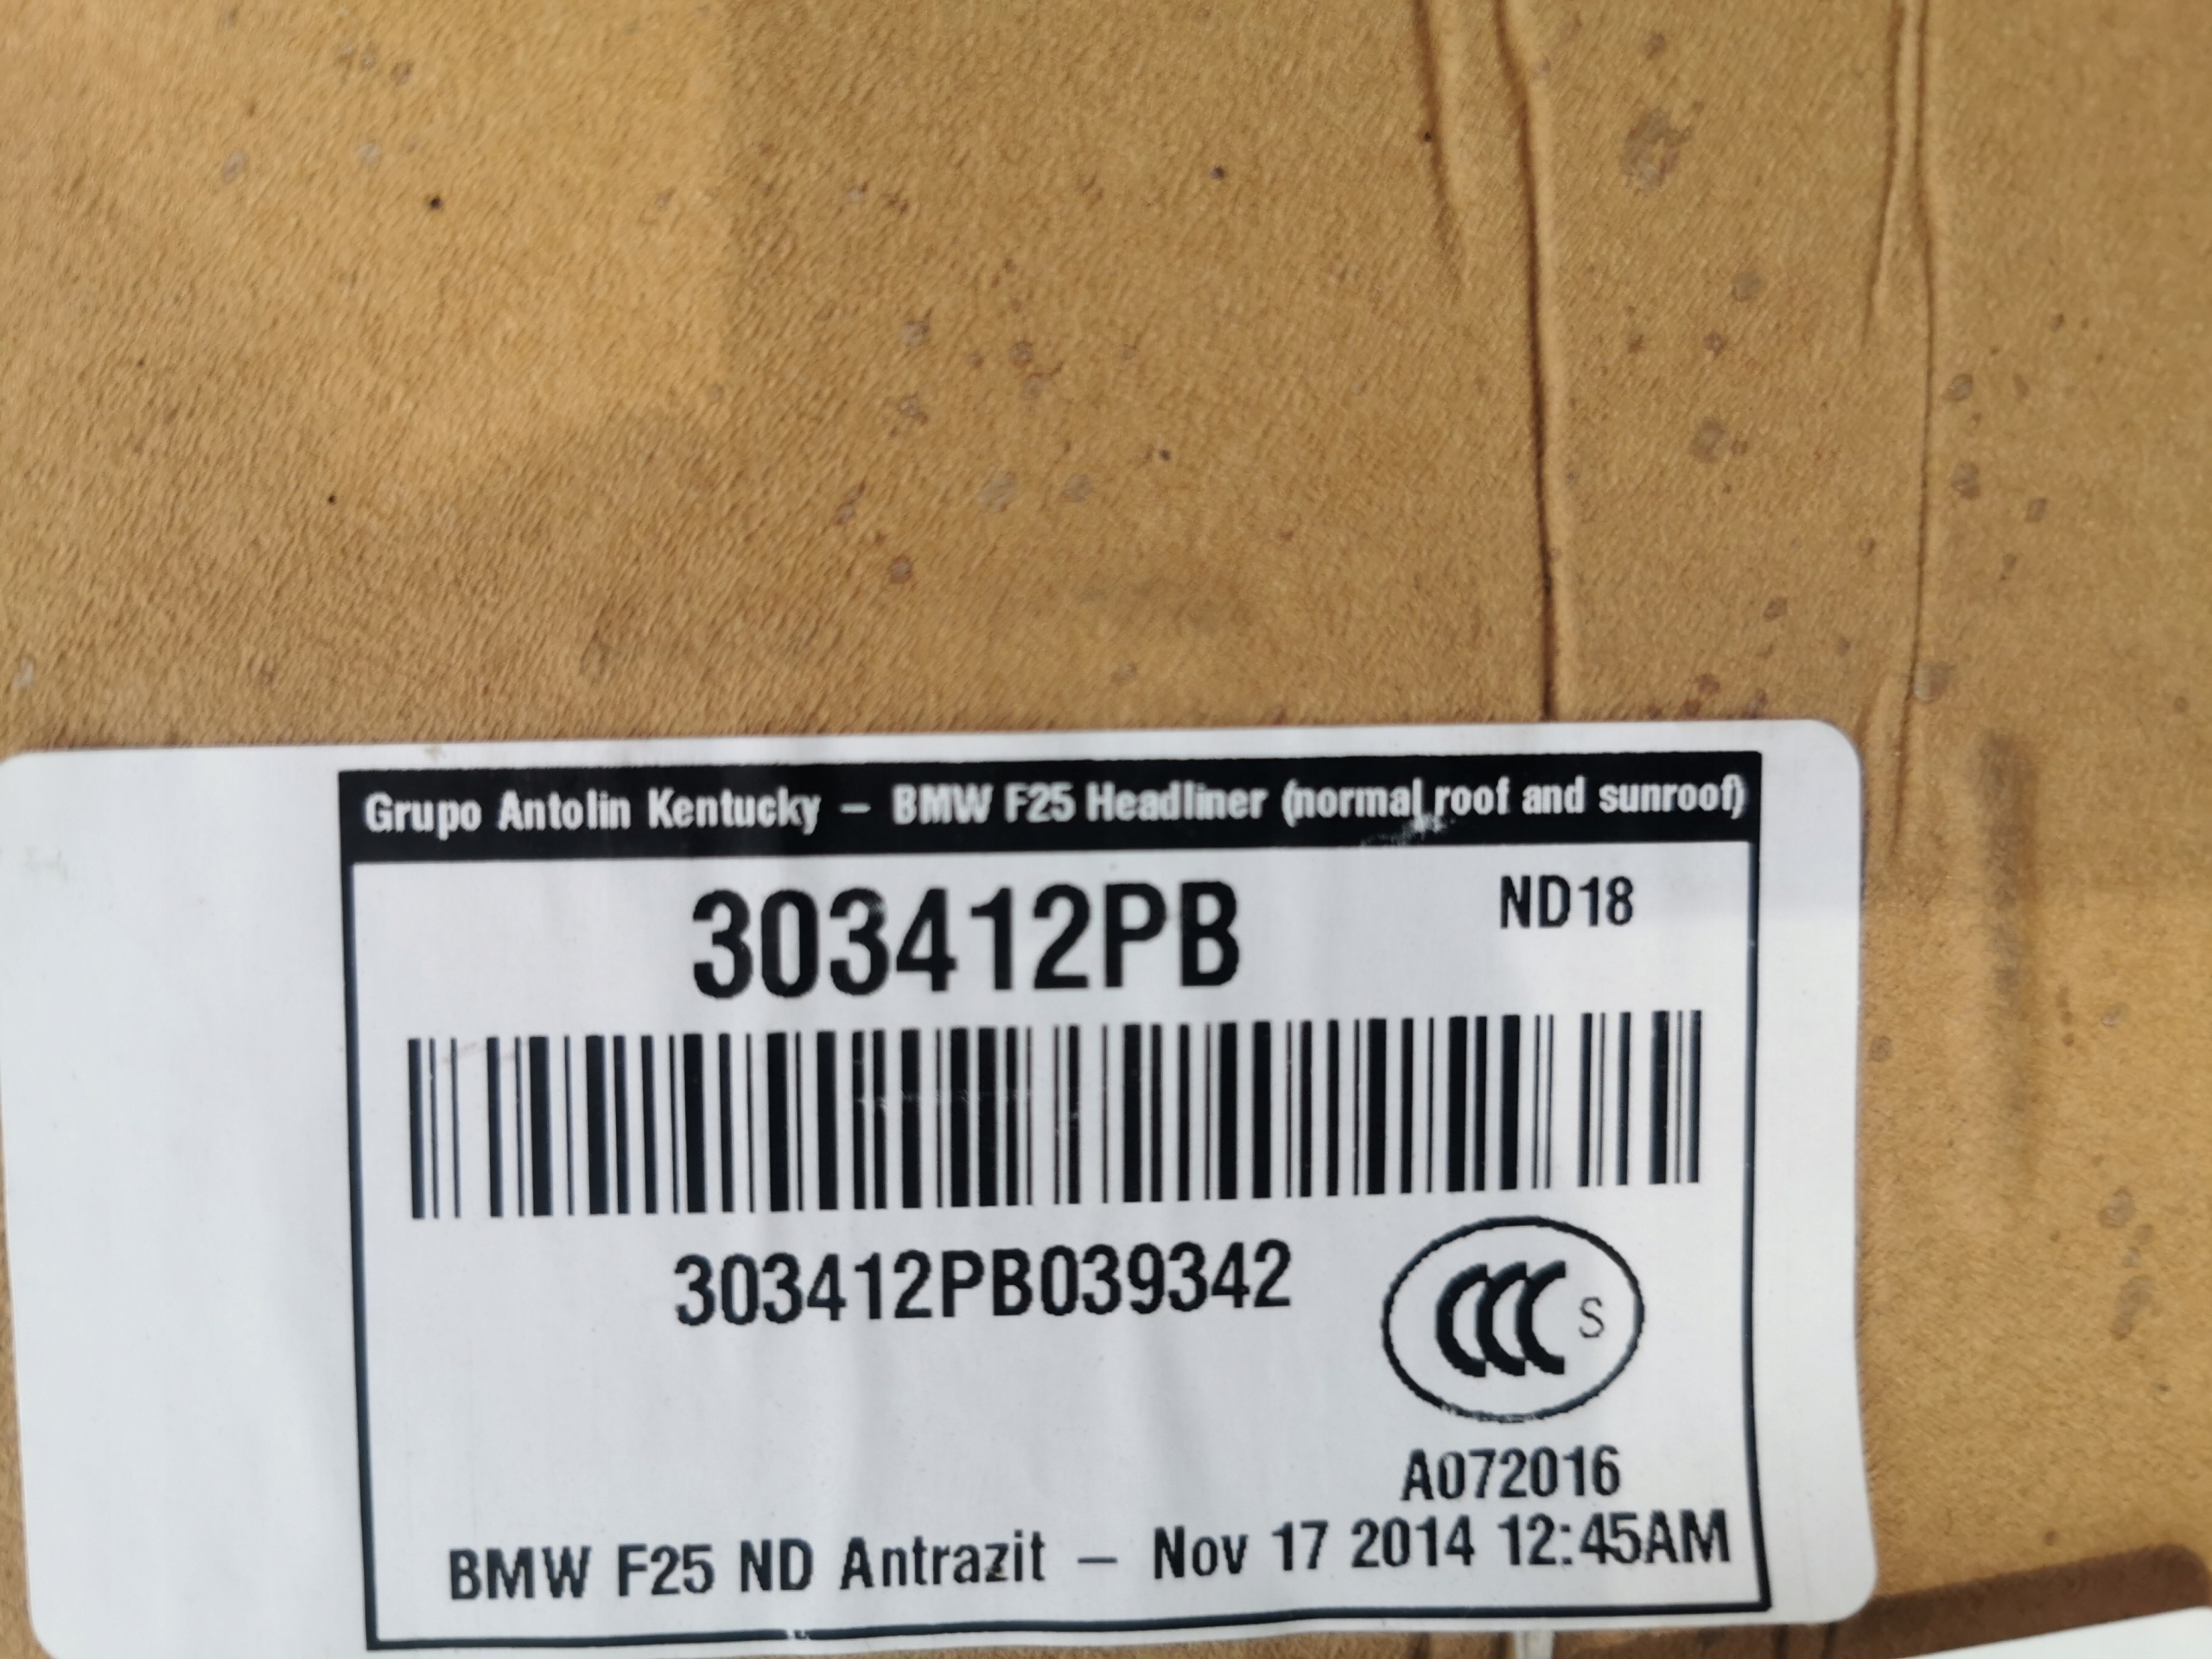 Grupo Antolin Kentucky – BMW F25 Headliner (normal roof and sunroof)
303412PB
ND18
303412PB039342
CCC S
A072016
BMW F25 ND Antrazit – Nov 17 2014 12:45AM